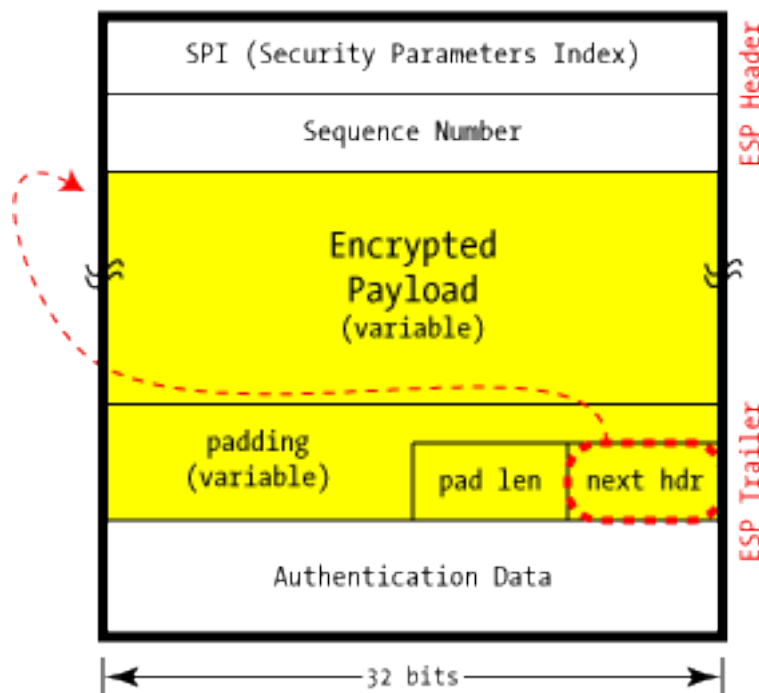 SPI (Security Parameters Index)
ESP Header
Sequence Number
Encrypted
Payload
(variable)
padding
(variable)
pad len
next hdr
ESP Trailer
Authentication Data
32 bits